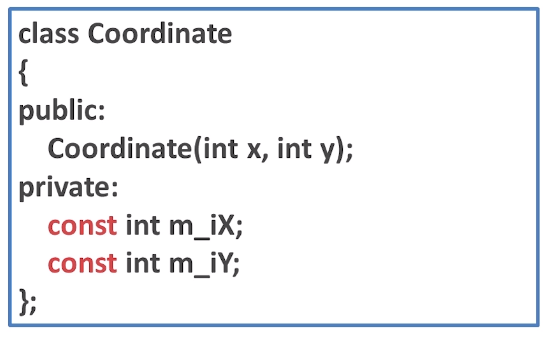 class Coordinate
{
public:
    Coordinate(int x, int y);
private:
    const int m_iX;
    const int m_iY;
};